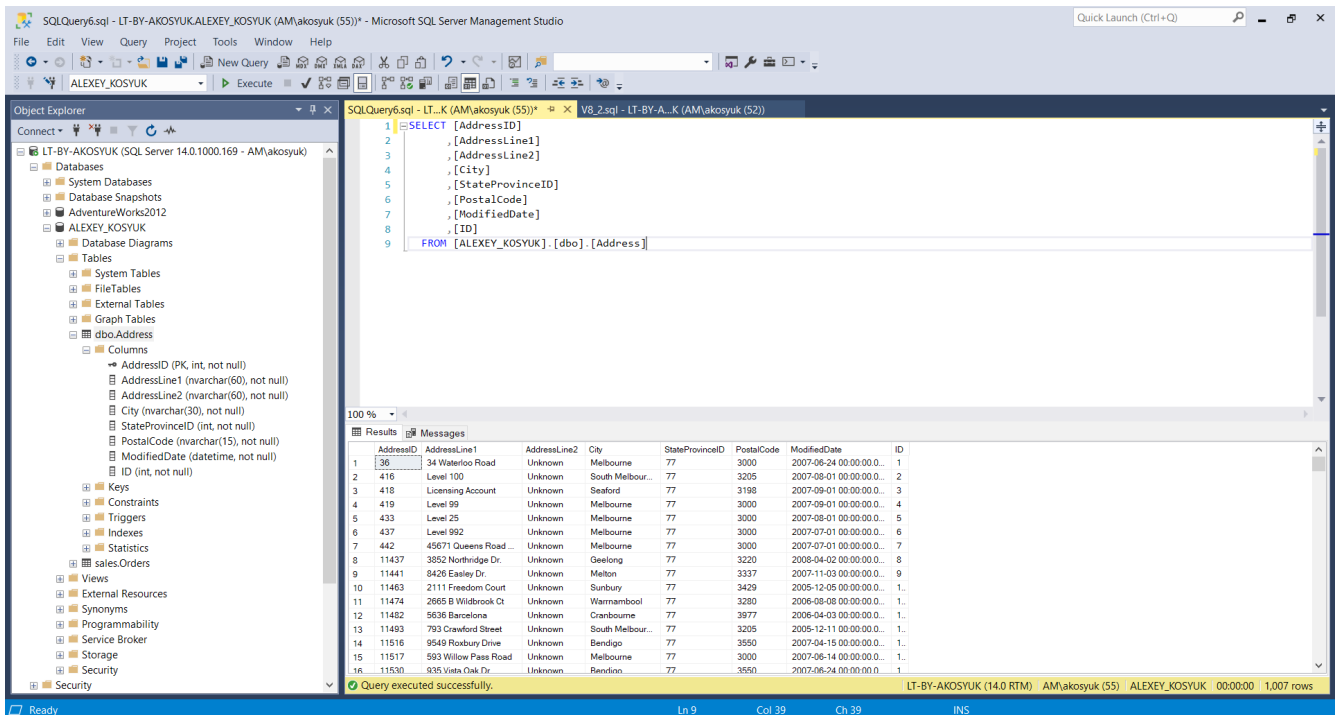 SQLQuery6.sql - LT-BY-AKOSYUK.ALEXEY_KOSYUK (AM\akosyuk (55))* - Microsoft SQL Server Management Studio
Quick Launch (Ctrl+Q)
File Edit View Query Project Tools Window Help
New Query
ALEXEY_KOSYUK
Execute
Object Explorer
Connect
LT-BY-AKOSYUK (SQL Server 14.0.1000.169 - AM\akosyuk)
Databases
System Databases
Database Snapshots
AdventureWorks2012
ALEXEY_KOSYUK
Database Diagrams
Tables
System Tables
FileTables
External Tables
Graph Tables
dbo.Address
Columns
AddressID (PK, int, not null)
AddressLine1 (nvarchar(60), not null)
AddressLine2 (nvarchar(60), not null)
City (nvarchar(30), not null)
StateProvinceID (int, not null)
PostalCode (nvarchar(15), not null)
ModifiedDate (datetime, not null)
ID (int, not null)
Keys
Constraints
Triggers
Indexes
Statistics
sales.Orders
Views
External Resources
Synonyms
Programmability
Service Broker
Storage
Security
Security
SQLQuery6.sql - LT...K (AM\akosyuk (55))* V8_2.sql - LT-BY-A...K (AM\akosyuk (52))
1 SELECT [AddressID]
2 ,[AddressLine1]
3 ,[AddressLine2]
4 ,[City]
5 ,[StateProvinceID]
6 ,[PostalCode]
7 ,[ModifiedDate]
8 ,[ID]
9 FROM [ALEXEY_KOSYUK].[dbo].[Address]
100 %
Results Messages
AddressID AddressLine1 AddressLine2 City StateProvinceID PostalCode ModifiedDate ID
1 36 34 Waterloo Road Unknown Melbourne 77 3000 2007-06-24 00:00:00.0... 1
2 416 Level 100 Unknown South Melbour... 77 3205 2007-08-01 00:00:00.0... 2
3 418 Licensing Account Unknown Seaford 77 3198 2007-09-01 00:00:00.0... 3
4 419 Level 99 Unknown Melbourne 77 3000 2007-09-01 00:00:00.0... 4
5 433 Level 25 Unknown Melbourne 77 3000 2007-08-01 00:00:00.0... 5
6 437 Level 992 Unknown Melbourne 77 3000 2007-07-01 00:00:00.0... 6
7 442 45671 Queens Road ... Unknown Melbourne 77 3000 2007-07-01 00:00:00.0... 7
8 11437 3852 Northridge Dr. Unknown Geelong 77 3220 2008-04-02 00:00:00.0... 8
9 11441 8426 Easley Dr. Unknown Melton 77 3337 2007-11-03 00:00:00.0... 9
10 11463 2111 Freedom Court Unknown Sunbury 77 3429 2005-12-05 00:00:00.0... 1..
11 11474 2665 B Wildbrook Ct Unknown Warrnambool 77 3280 2006-08-08 00:00:00.0... 1..
12 11482 5636 Barcelona Unknown Cranbourne 77 3977 2006-04-03 00:00:00.0... 1..
13 11493 793 Crawford Street Unknown South Melbour... 77 3205 2005-12-11 00:00:00.0... 1..
14 11516 9549 Roxbury Drive Unknown Bendigo 77 3550 2007-04-15 00:00:00.0... 1..
15 11517 593 Willow Pass Road Unknown Melbourne 77 3000 2007-06-14 00:00:00.0... 1..
16 11530 935 Vista Oak Dr. Unknown Bendigo 77 3550 2007-06-24 00:00:00.0 1
Query executed successfully.
LT-BY-AKOSYUK (14.0 RTM) AM\akosyuk (55) ALEXEY_KOSYUK 00:00:00 1,007 rows
Ready Ln 9 Col 39 Ch 39 INS